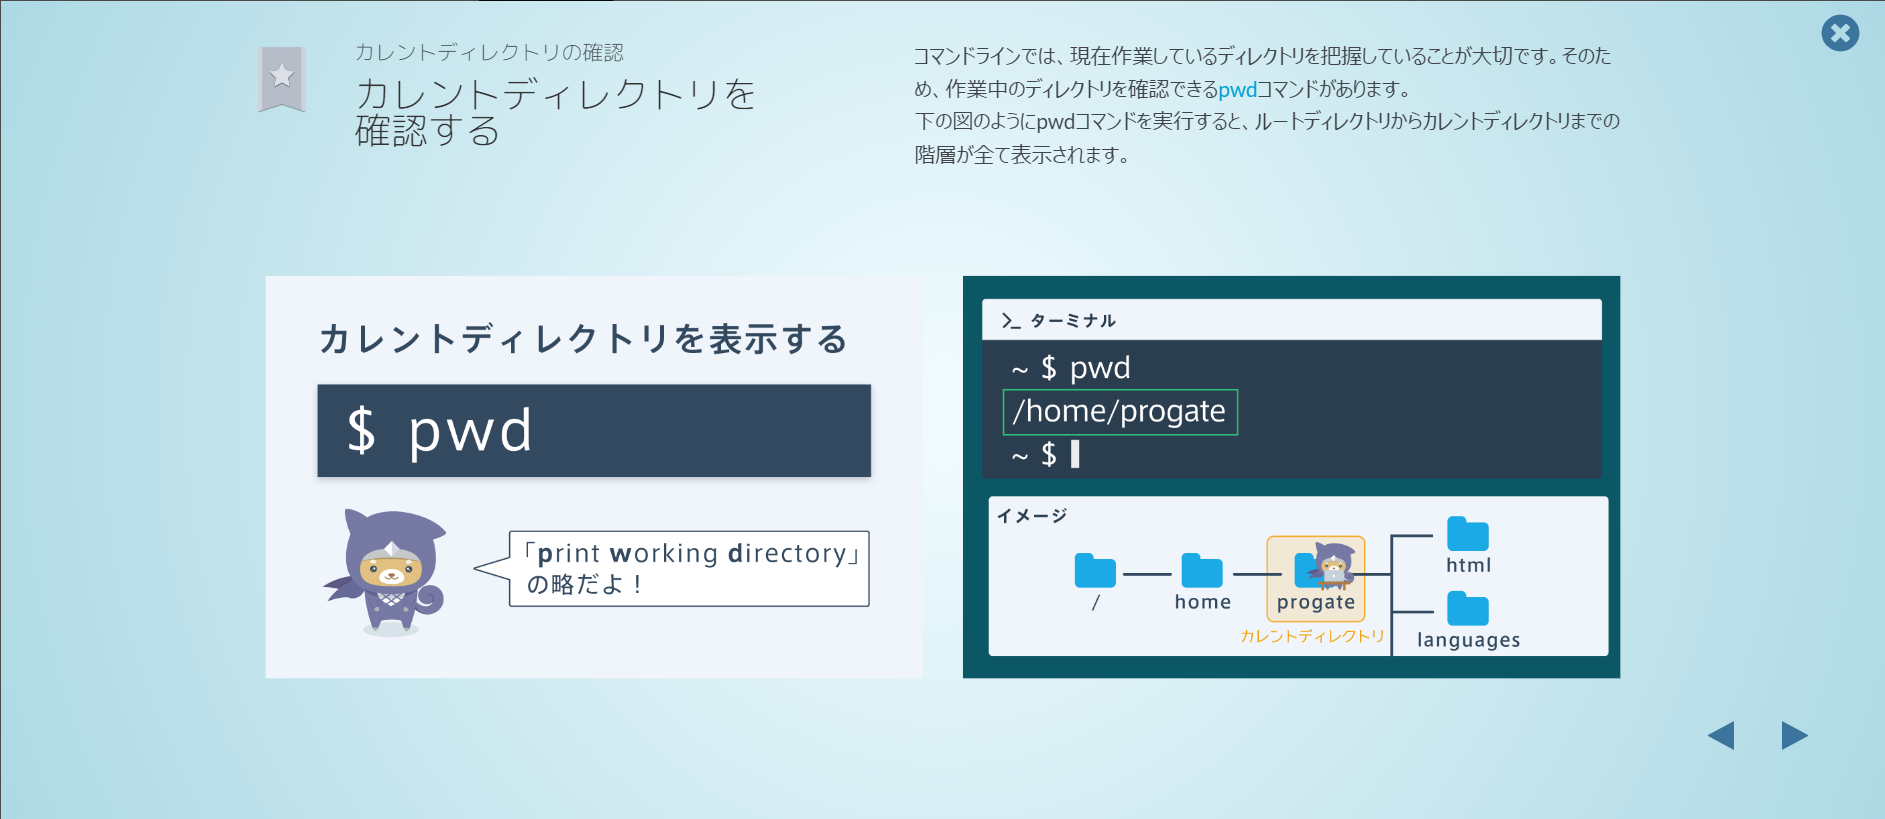 カレントディレクトリの確認
カレントディレクトリを
確認する
コマンドラインでは、現在作業しているディレクトリを把握していることが大切です。そのた
め、作業中のディレクトリを確認できるpwdコマンドがあります。
下の図のようにpwdコマンドを実行すると、ルートディレクトリからカレントディレクトリまでの
階層が全て表示されます。
カレントディレクトリを表示する
$ pwd
「print working directory」
の略だよ！
>_ ターミナル
~ $ pwd
/home/progate
~ $
イメージ
/
home
progate
カレントディレクトリ
html
languages